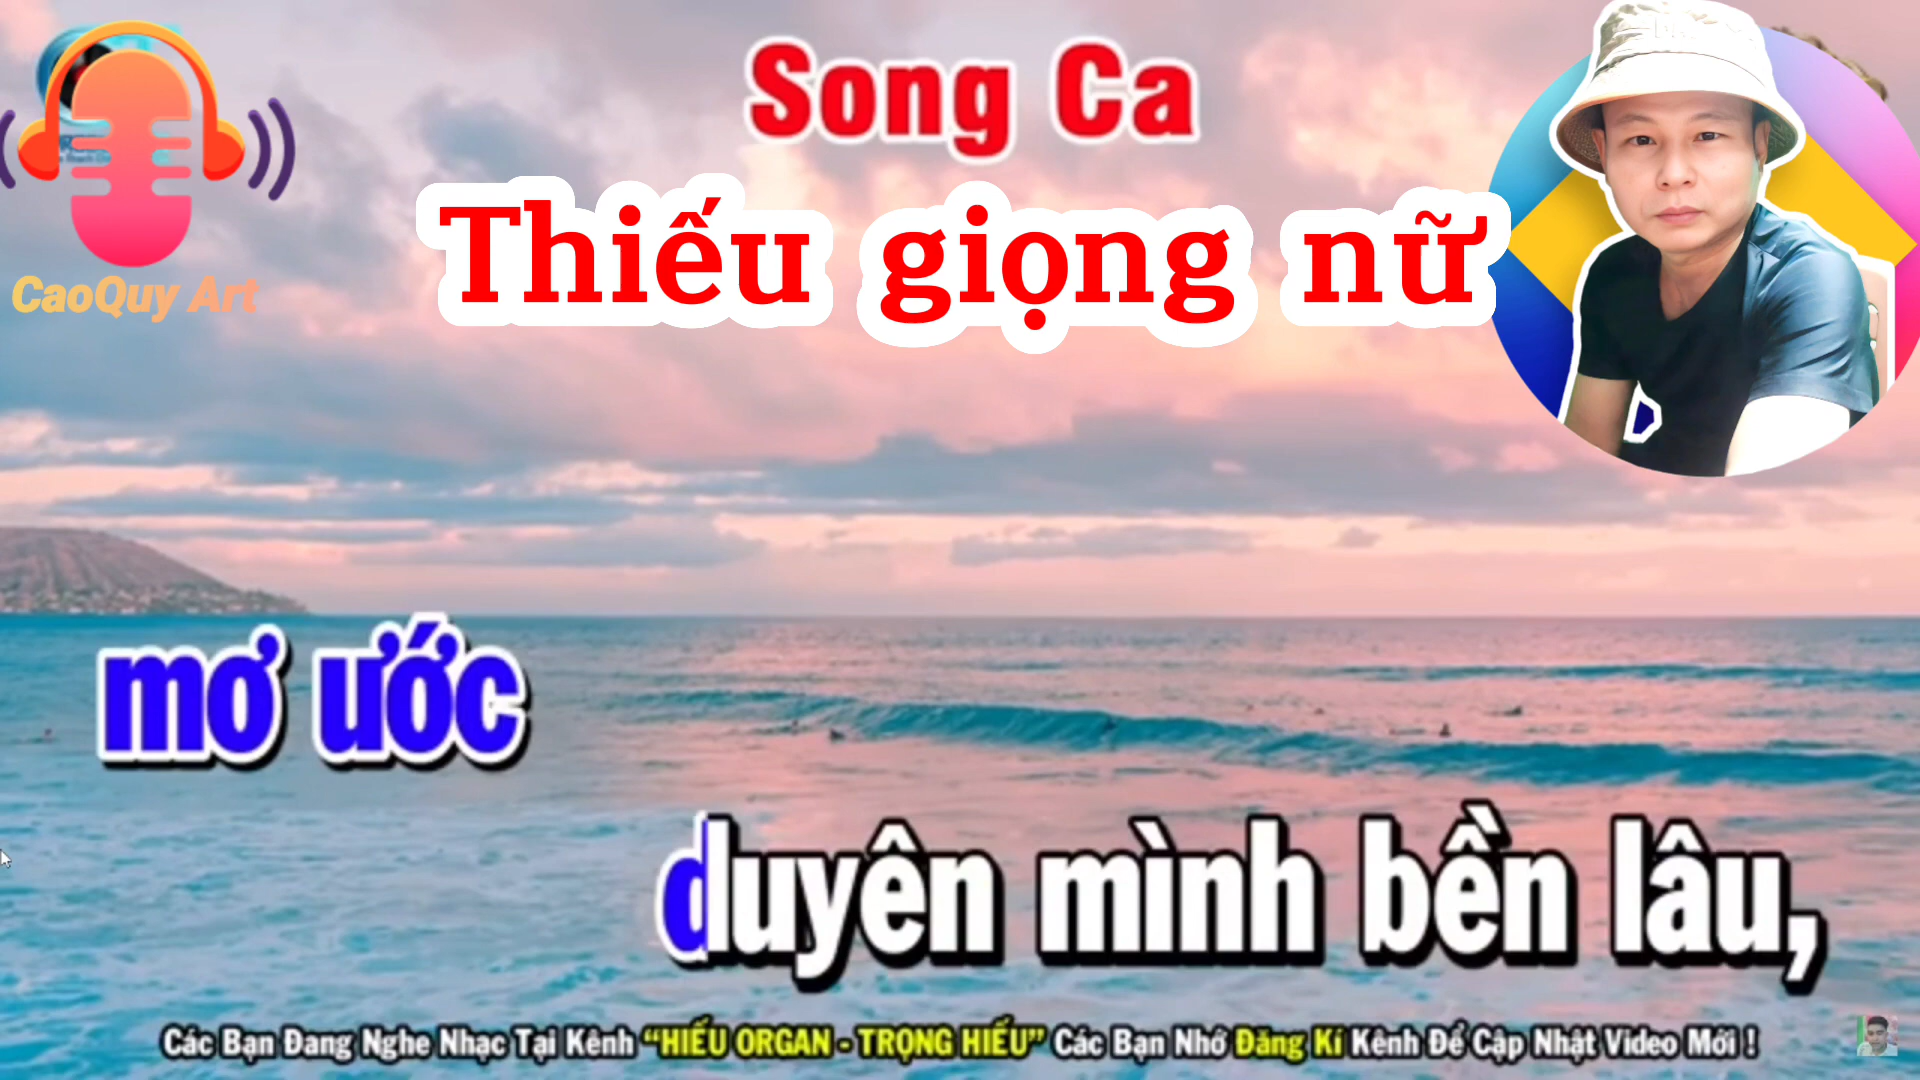 Song Ca
Thiếu giọng nữ
CaoQuy Art
mơ ước
duyên mình bền lâu,
Các Bạn Đang Nghe Nhạc Tại Kênh “HIẾU ORGAN - TRỌNG HIẾU” Các Bạn Nhớ Đăng Kí Kênh Để Cập Nhật Video Mới !